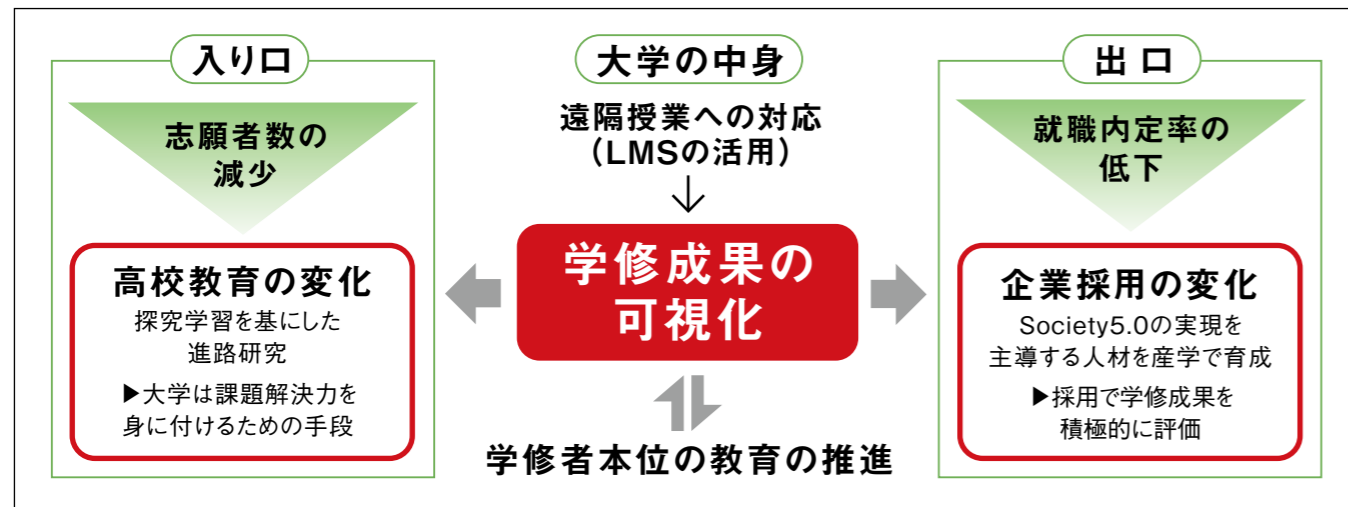 入り口
志願者数の
減少
高校教育の変化
探究学習を基にした
進路研究
▶大学は課題解決力を
身に付けるための手段
大学の中身
遠隔授業への対応
（LMSの活用）
学修成果の
可視化
学修者本位の教育の推進
出口
就職内定率の
低下
企業採用の変化
Society5.0の実現を
主導する人材を産学で育成
▶採用で学修成果を
積極的に評価